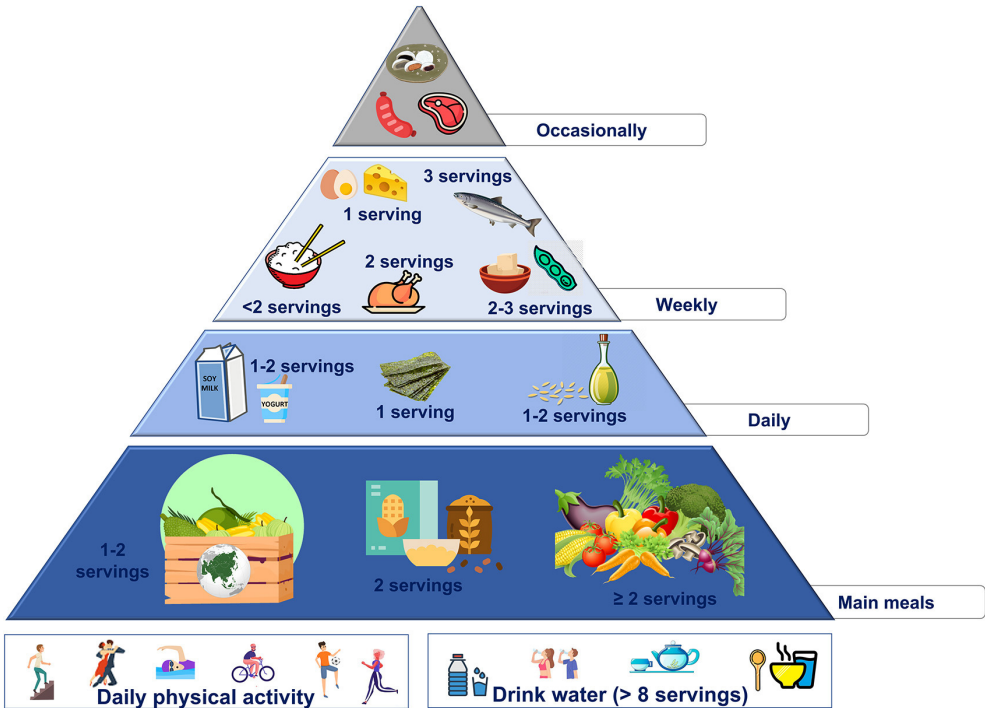 Occasionally
3 servings
1 serving
2 servings
<2 servings
2-3 servings
Weekly
SOY
MILK
1-2 servings
YOGURT
1 serving
1-2 servings
Daily
1-2
servings
2 servings
≥ 2 servings
Main meals
Daily physical activity
Drink water (> 8 servings)